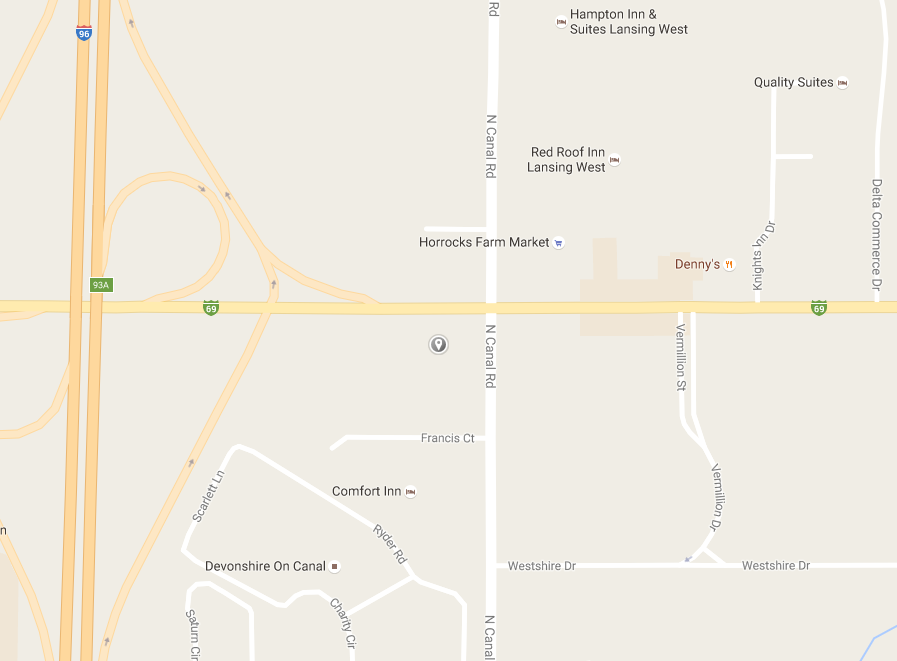 Rd
Hampton Inn &
Suites Lansing West
96
Quality Suites
N Canal Rd
Red Roof Inn
Lansing West
Delta Commerce Dr
Knights Inn Dr
Horrocks Farm Market
Denny's
93A
69
69
N Canal Rd
Vermillion St
Francis Ct
Scarlett Ln
Comfort Inn
Vermillion Dr
n
Ryder Rd
Devonshire On Canal
Westshire Dr
Westshire Dr
Charity Cir
Saturn Cir
N Canal